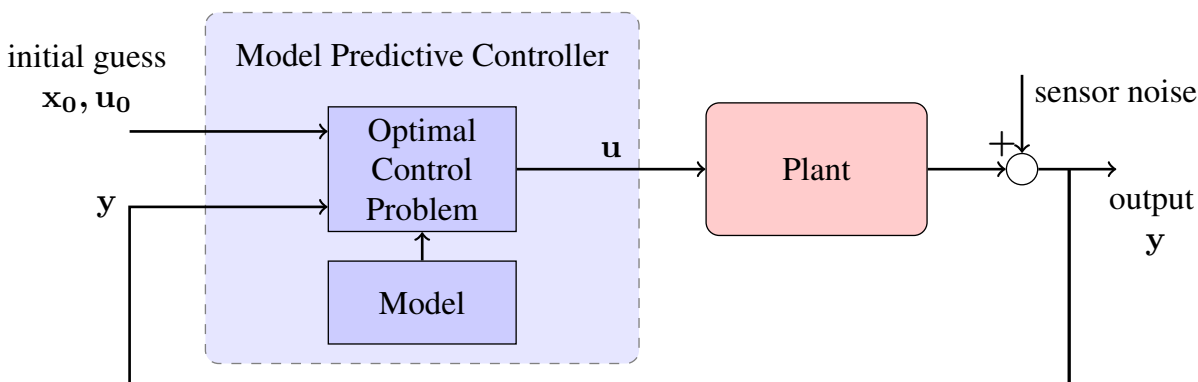 initial guess
x₀, u₀
Model Predictive Controller
Optimal
Control
Problem
y
Model
u
Plant
+
sensor noise
output
y